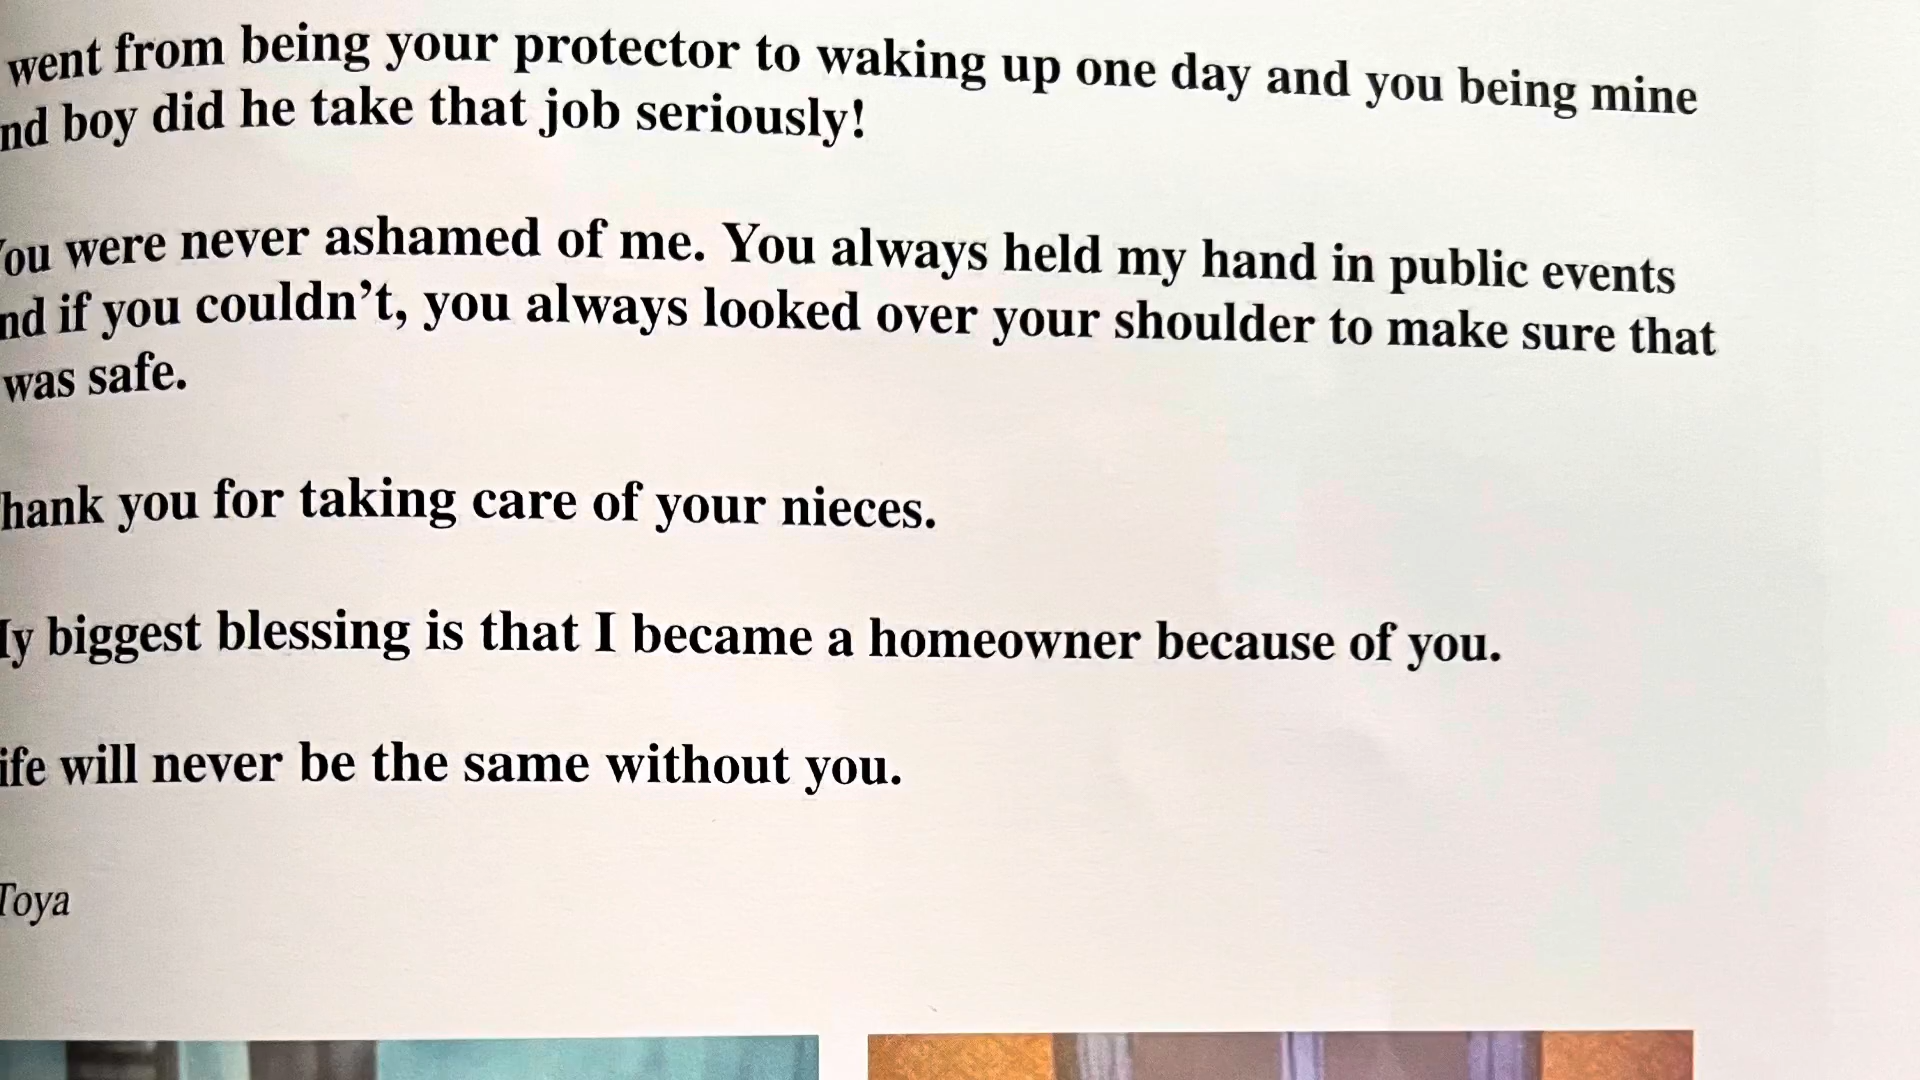 went from being your protector to waking up one day and you being mine
nd boy did he take that job seriously!
ou were never ashamed of me. You always held my hand in public events
nd if you couldn’t, you always looked over your shoulder to make sure that
was safe.
hank you for taking care of your nieces.
y biggest blessing is that I became a homeowner because of you.
ife will never be the same without you.
Toya